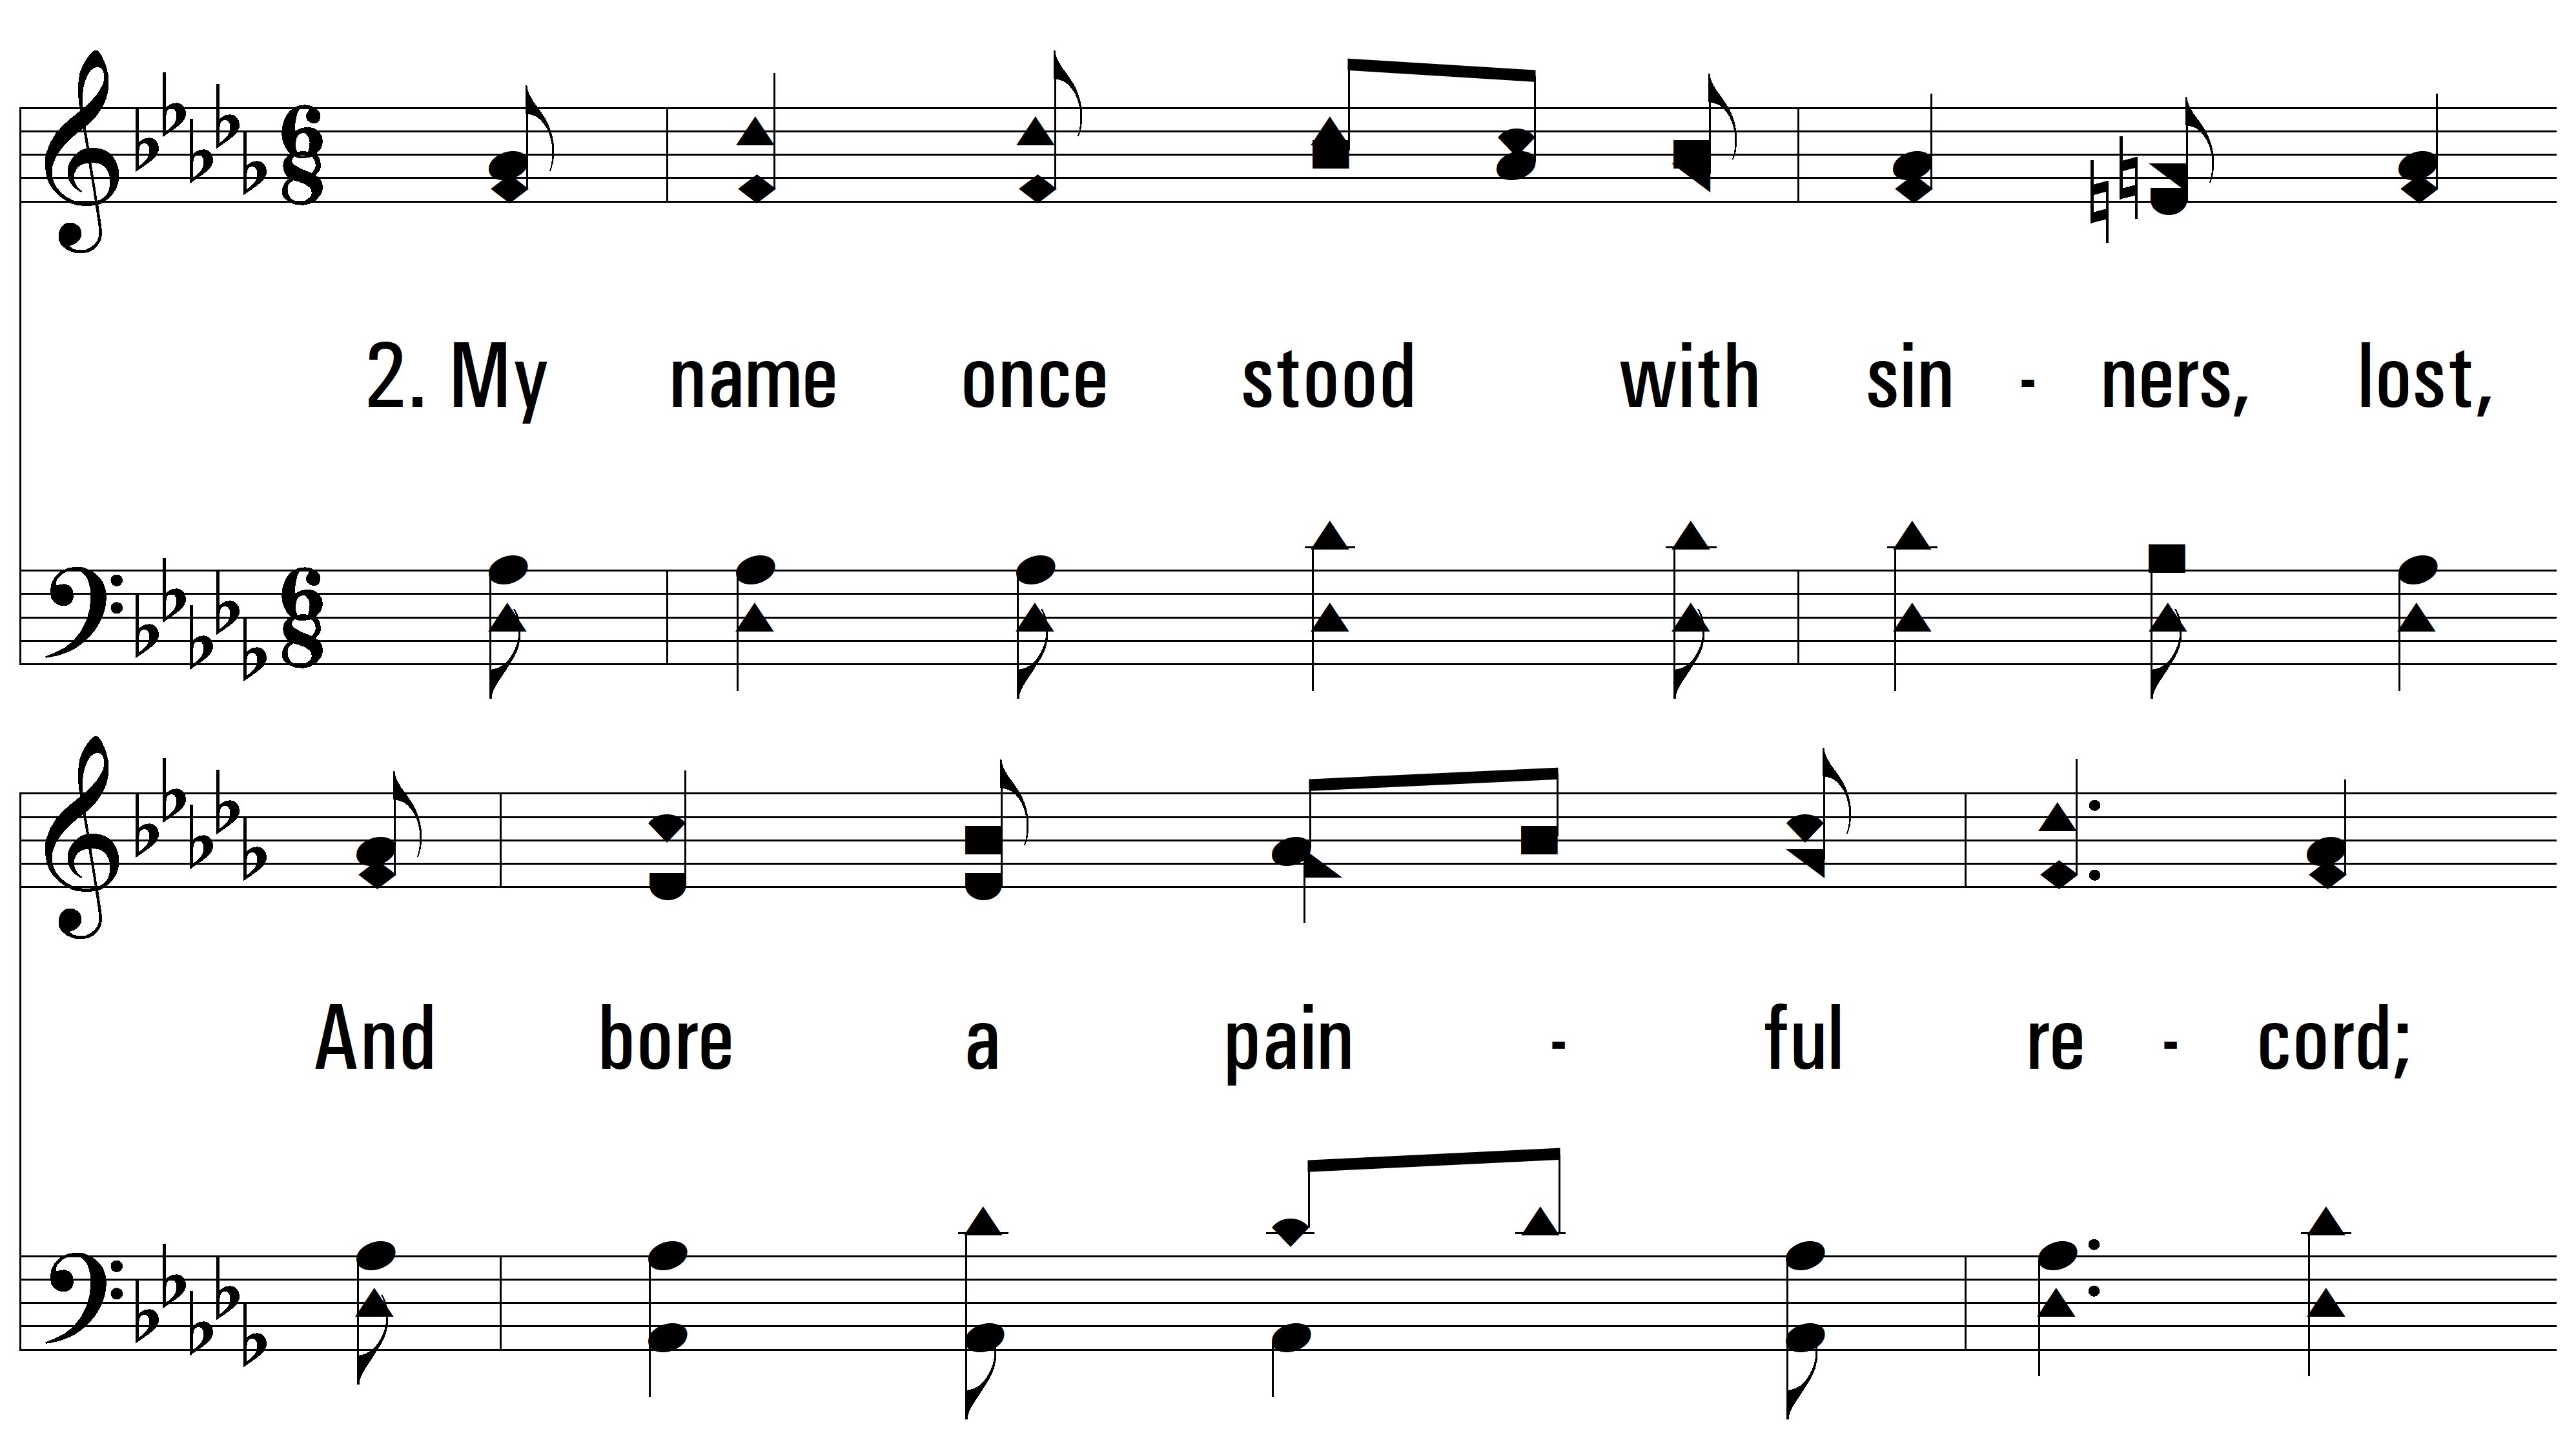 2. My name once stood with sin - ners, lost,
And bore a pain - ful re - cord;